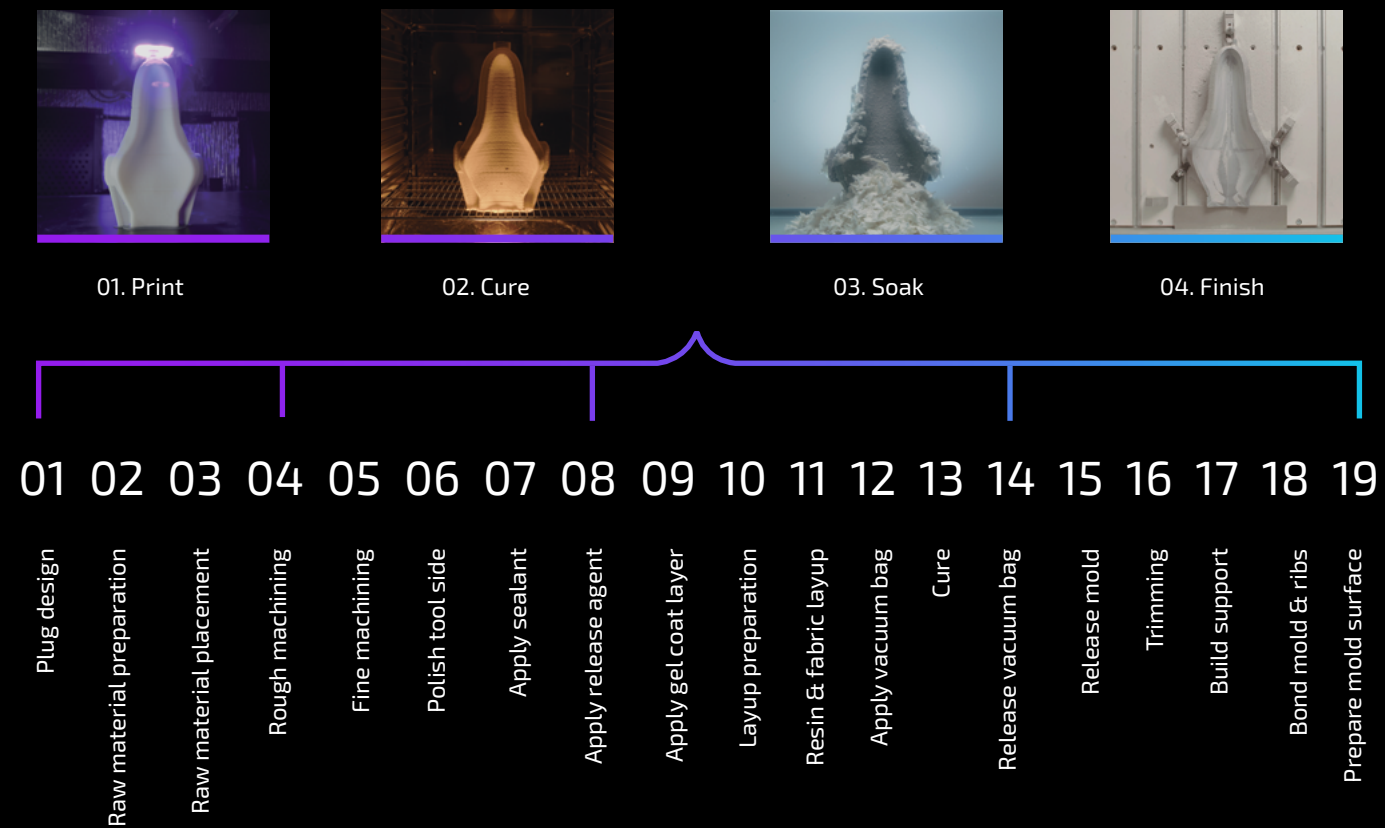 01. Print
02. Cure
03. Soak
04. Finish
01 02 03 04 05 06 07 08 09 10 11 12 13 14 15 16 17 18 19
Plug design
Raw material preparation
Raw material placement
Rough machining
Fine machining
Polish tool side
Apply sealant
Apply release agent
Apply gel coat layer
Layup preparation
Resin & fabric layup
Apply vacuum bag
Cure
Release vacuum bag
Release mold
Trimming
Build support
Bond mold & ribs
Prepare mold surface